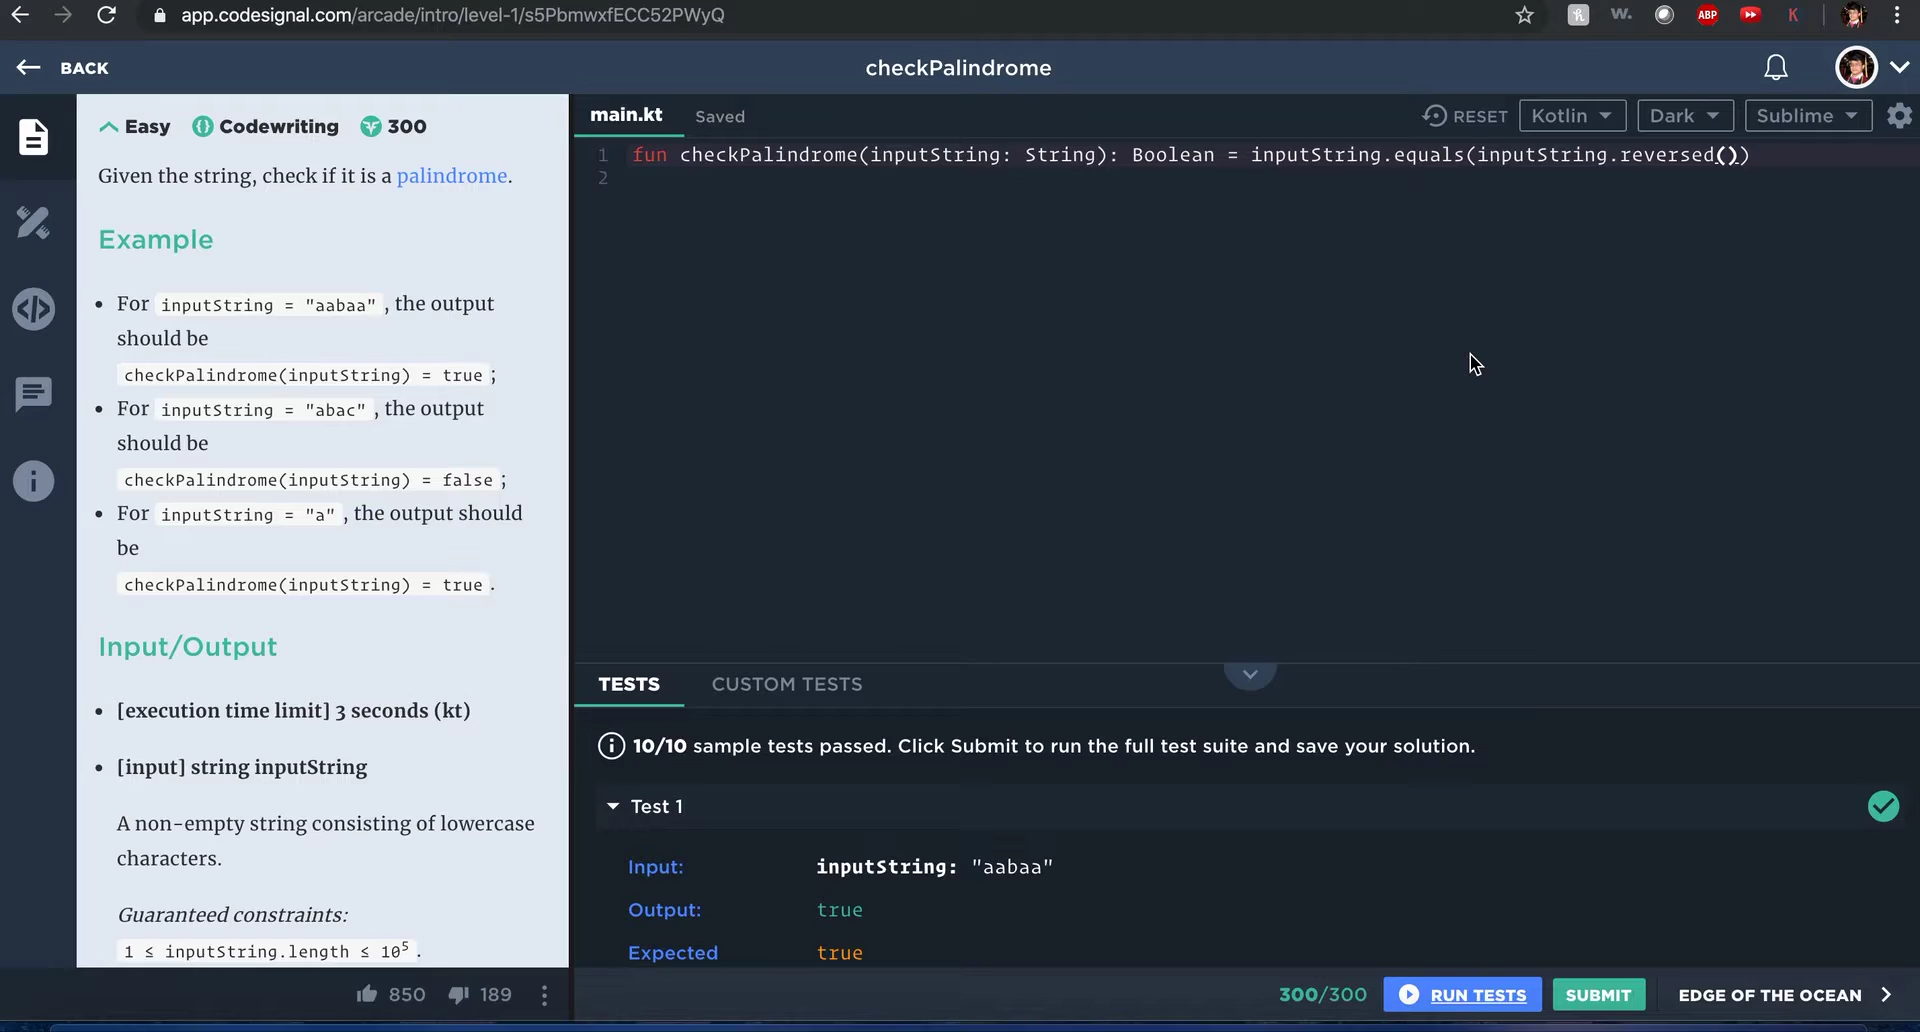 app.codesignal.com/arcade/intro/level-1/s5PbmwxfECC52PWyQ
w.
ABP
K
BACK
checkPalindrome
Easy Codewriting 300
Given the string, check if it is a palindrome.
Example
• For inputString = "aabaa", the output
should be
checkPalindrome(inputString) = true;
• For inputString = "abac", the output
should be
checkPalindrome(inputString) = false;
• For inputString = "a", the output should
be
checkPalindrome(inputString) = true.
Input/Output
• [execution time limit] 3 seconds (kt)
• [input] string inputString
A non-empty string consisting of lowercase
characters.
Guaranteed constraints:
1 ≤ inputString.length ≤ 10⁵.
850 189
main.kt Saved RESET Kotlin Dark Sublime
1 fun checkPalindrome(inputString: String): Boolean = inputString.equals(inputString.reversed())
2
TESTS CUSTOM TESTS
10/10 sample tests passed. Click Submit to run the full test suite and save your solution.
Test 1
Input: inputString: "aabaa"
Output: true
Expected true
300/300 RUN TESTS SUBMIT EDGE OF THE OCEAN